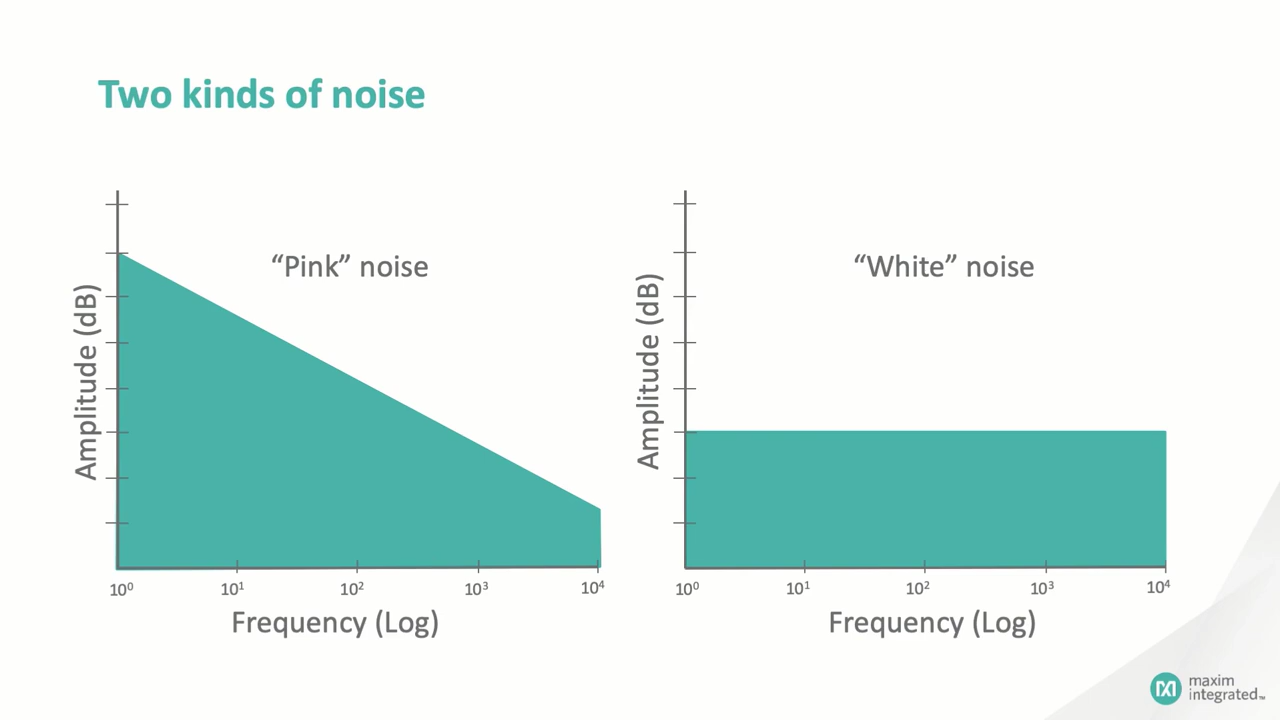 Two kinds of noise
“Pink” noise
Amplitude (dB)
10⁰ 10¹ 10² 10³ 10⁴
Frequency (Log)
“White” noise
Amplitude (dB)
10⁰ 10¹ 10² 10³ 10⁴
Frequency (Log)
maxim
integrated™